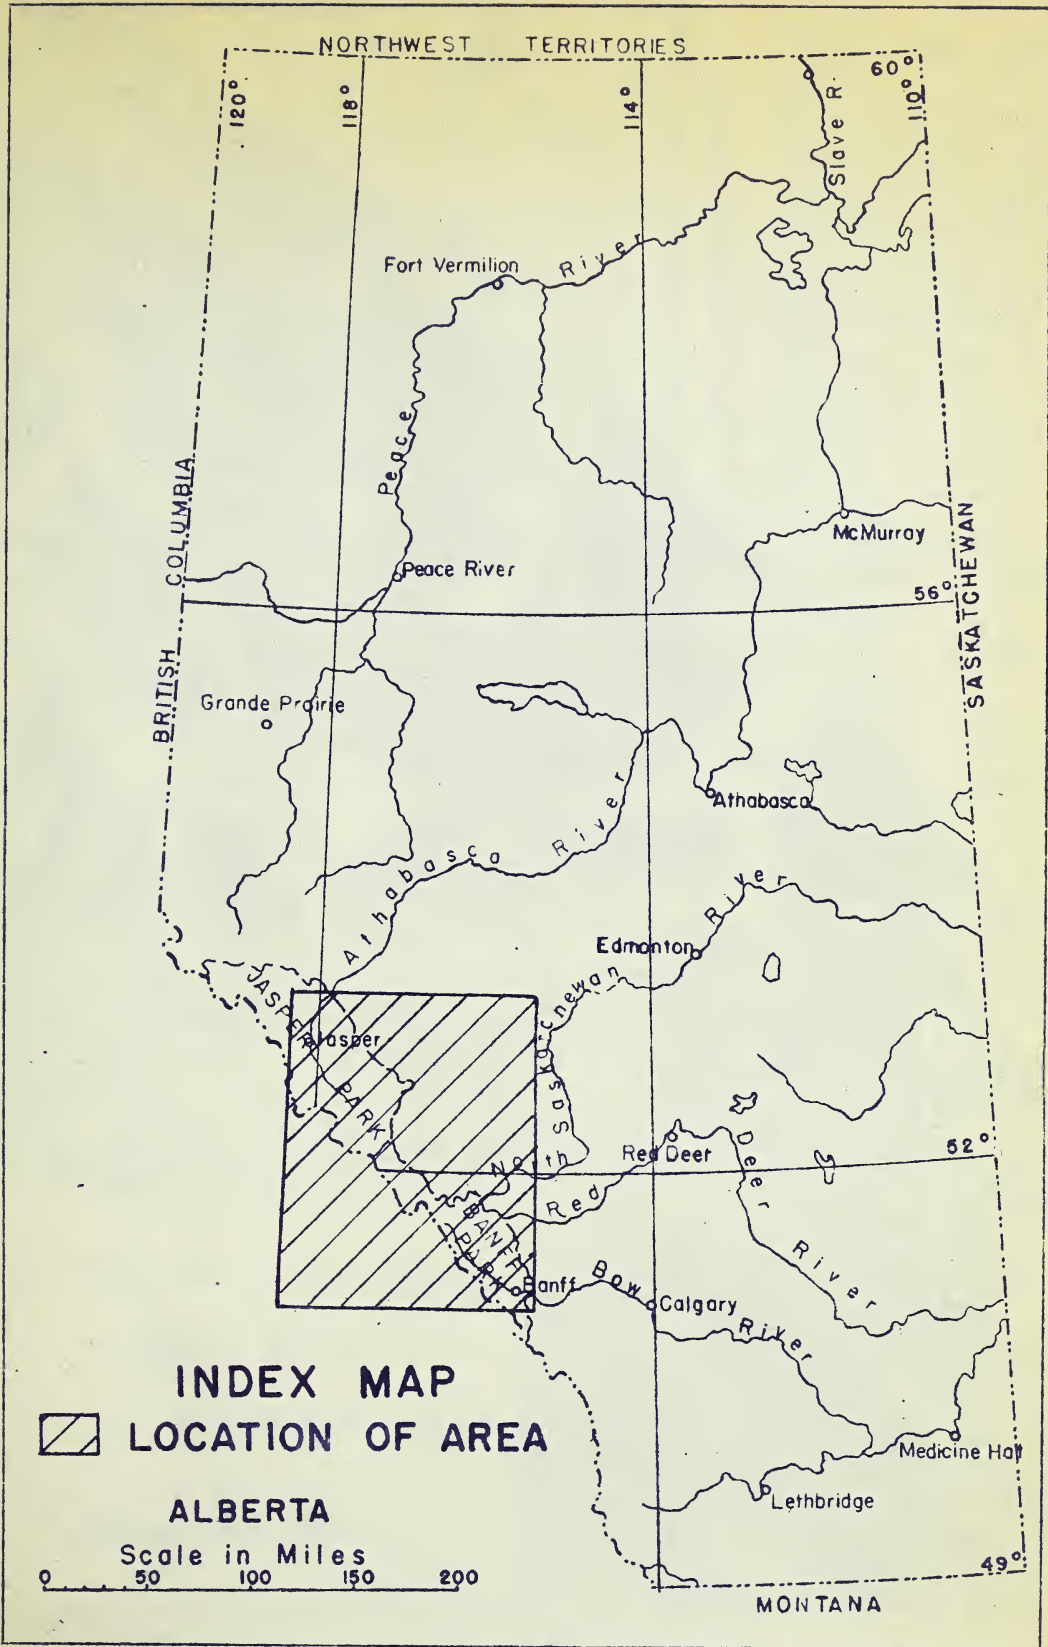 NORTHWEST TERRITORIES
60°
120°
118°
114°
110°
Slave R.
Fort Vermilion
River
Peace
BRITISH COLUMBIA
McMurray
Peace River
56°
SASKATCHEWAN
Grande Prairie
Athabasca
Athabasca River
River
Edmonton
North Saskatchewan
JASPER PARK
Jasper
Red Deer
52°
Red Deer River
BANFF PARK
Banff
Bow River
Calgary
INDEX MAP
LOCATION OF AREA
Medicine Hat
Lethbridge
ALBERTA
Scale in Miles
0 50 100 150 200
49°
MONTANA